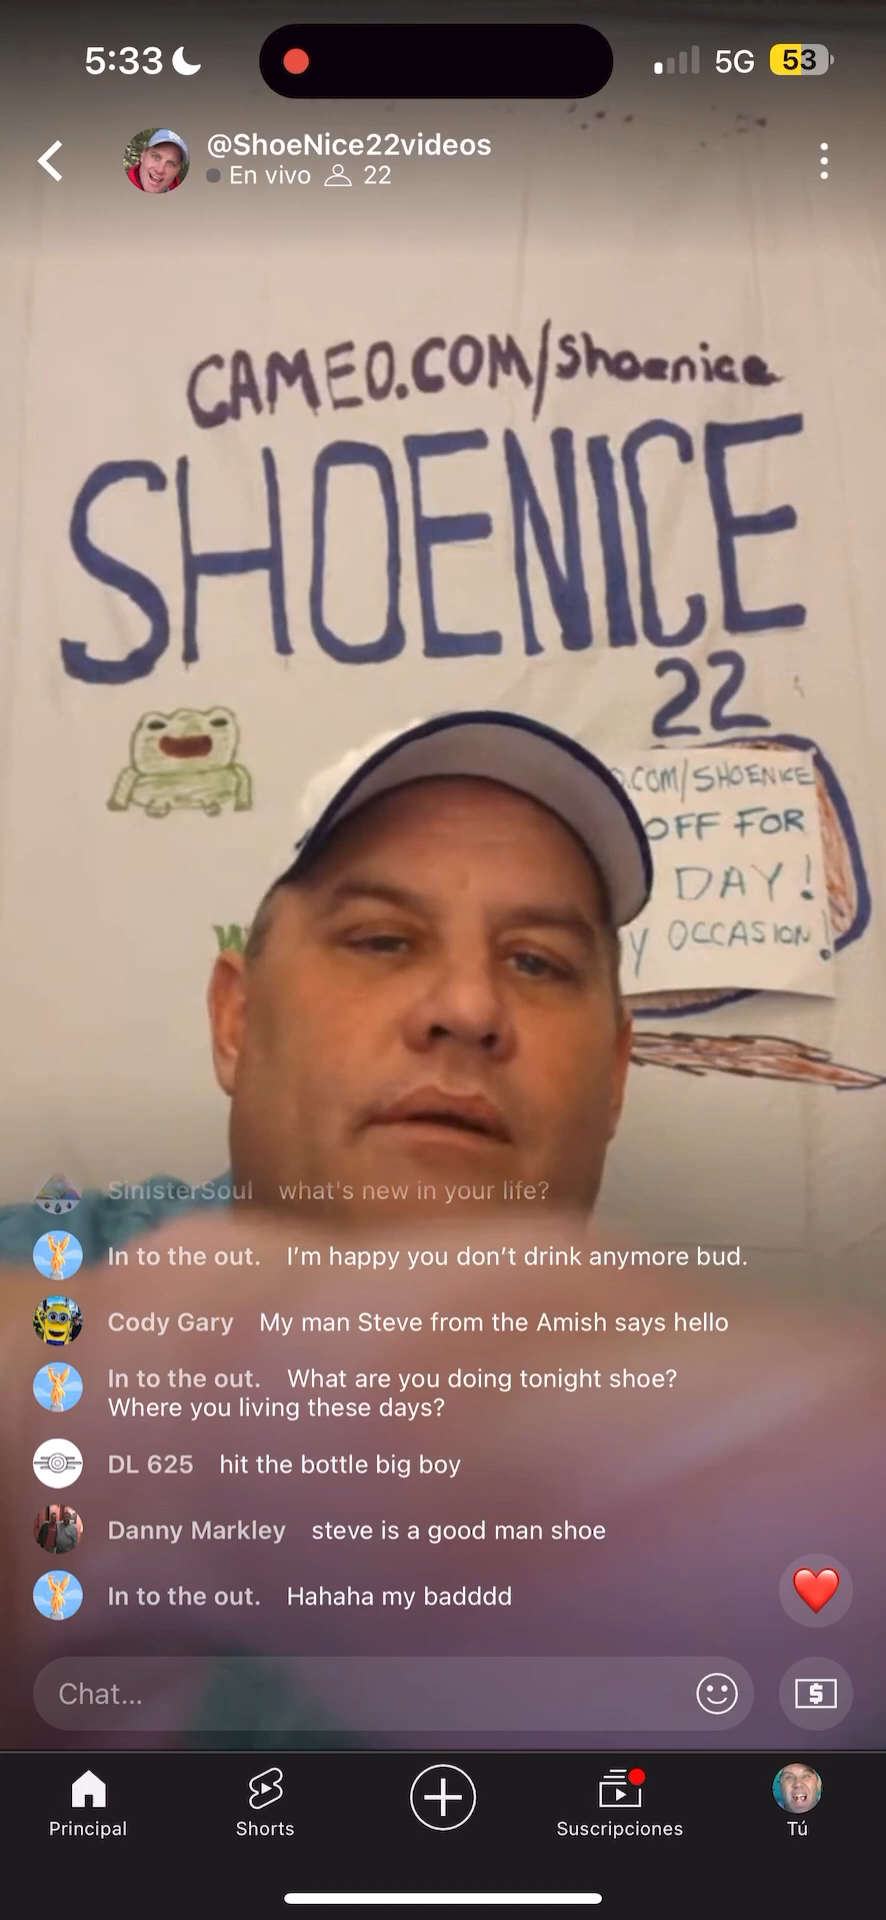 5:33
5G
53
@ShoeNice22videos
En vivo
22
CAMEO.COM/Shoenice
SHOENICE
22
.COM/SHOENICE
OFF FOR
DAY!
Y OCCASION!
W
SinisterSoul what's new in your life?
In to the out. I’m happy you don’t drink anymore bud.
Cody Gary My man Steve from the Amish says hello
In to the out. What are you doing tonight shoe?
Where you living these days?
DL 625 hit the bottle big boy
Danny Markley steve is a good man shoe
In to the out. Hahaha my badddd
Chat...
Principal
Shorts
Suscripciones
Tú